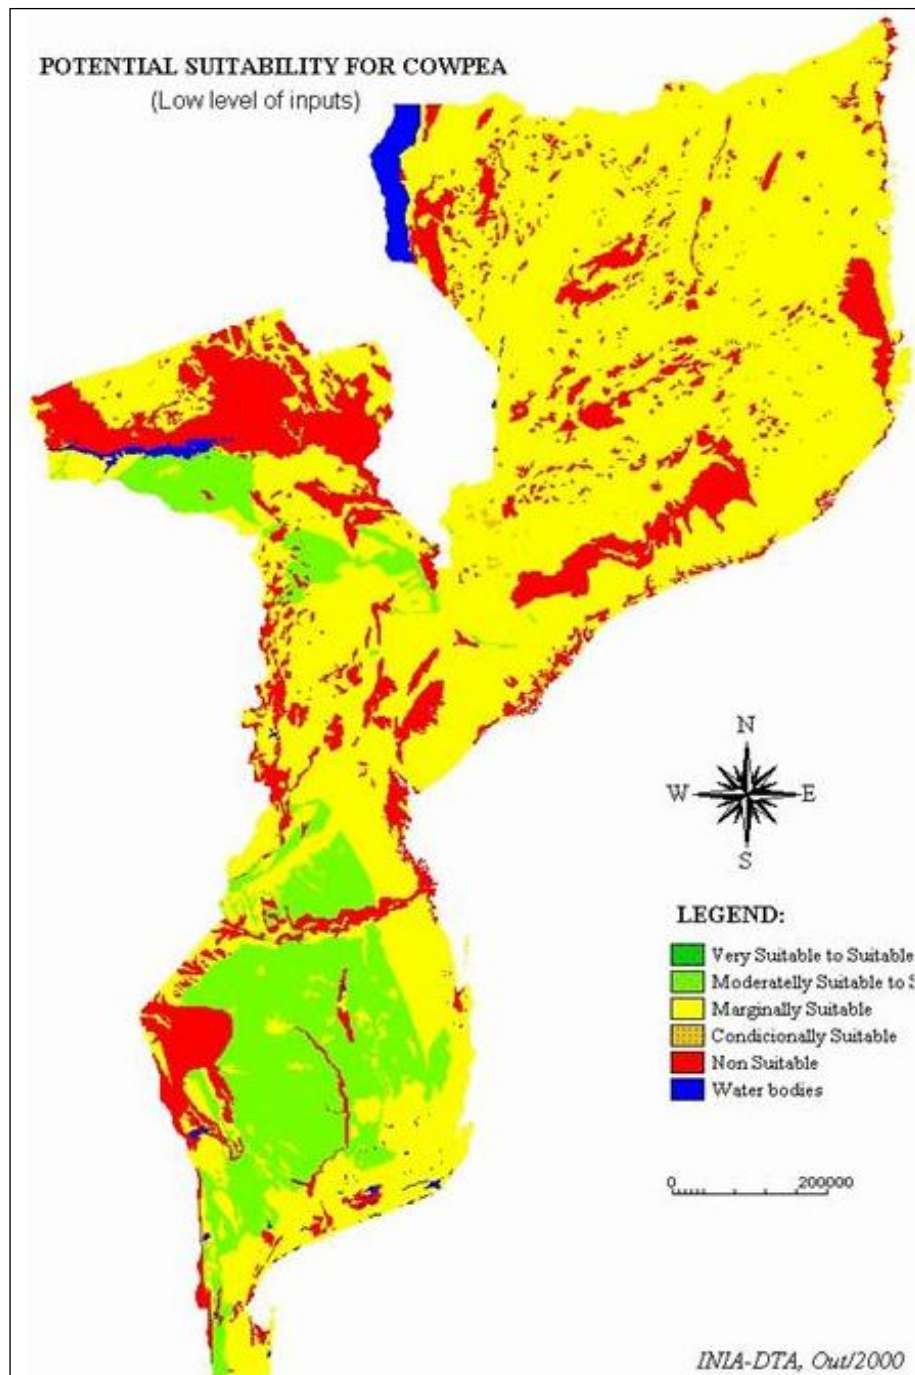 POTENTIAL SUITABILITY FOR COWPEA
(Low level of inputs)
N
W E
S
LEGEND:
Very Suitable to Suitable
Moderatelly Suitable to S
Marginally Suitable
Condicionally Suitable
Non Suitable
Water bodies
0 200000
INIA-DTA, Out/2000